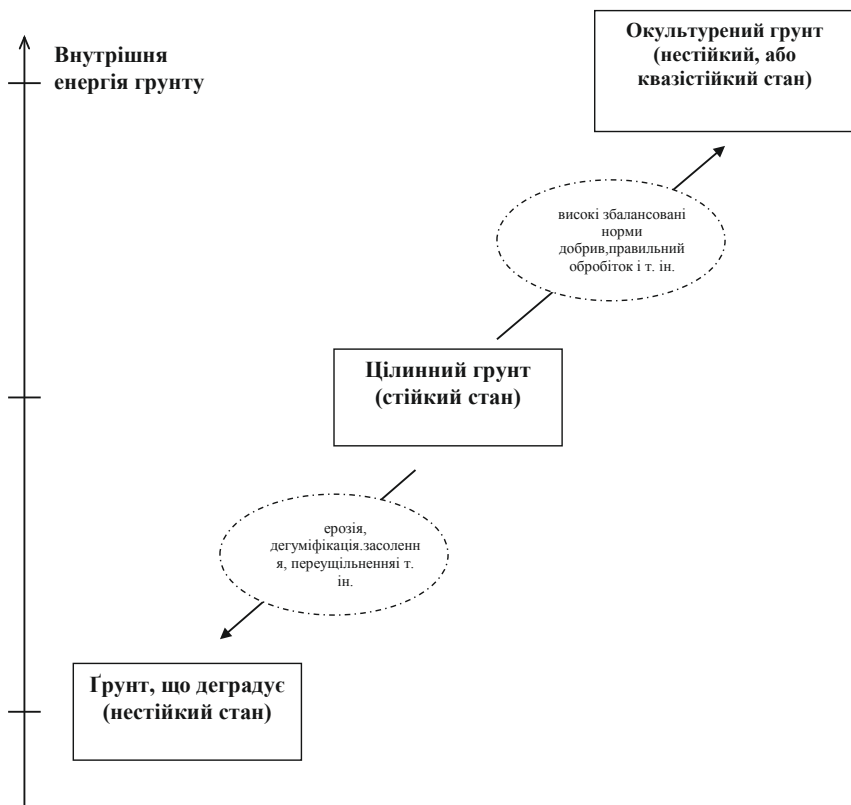 Внутрішня
енергія грунту
Окультурений грунт
(нестійкий, або
квазістійкий стан)
високі збалансовані
норми
добрив,правильний
обробіток і т. ін.
Цілинний грунт
(стійкий стан)
ерозія,
дегуміфікація.засоленн
я, переущільненняі т.
ін.
Ґрунт, що деградує
(нестійкий стан)